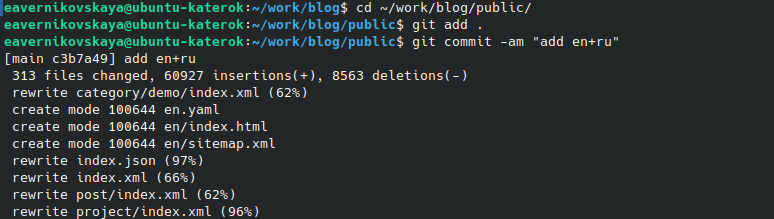 eavernikovskaya@ubuntu-katerok:~/work/blog$ cd ~/work/blog/public/
eavernikovskaya@ubuntu-katerok:~/work/blog/public$ git add .
eavernikovskaya@ubuntu-katerok:~/work/blog/public$ git commit -am "add en+ru"
[main c3b7a49] add en+ru
 313 files changed, 60927 insertions(+), 8563 deletions(-)
 rewrite category/demo/index.xml (62%)
 create mode 100644 en.yaml
 create mode 100644 en/index.html
 create mode 100644 en/sitemap.xml
 rewrite index.json (97%)
 rewrite index.xml (66%)
 rewrite post/index.xml (62%)
 rewrite project/index.xml (96%)